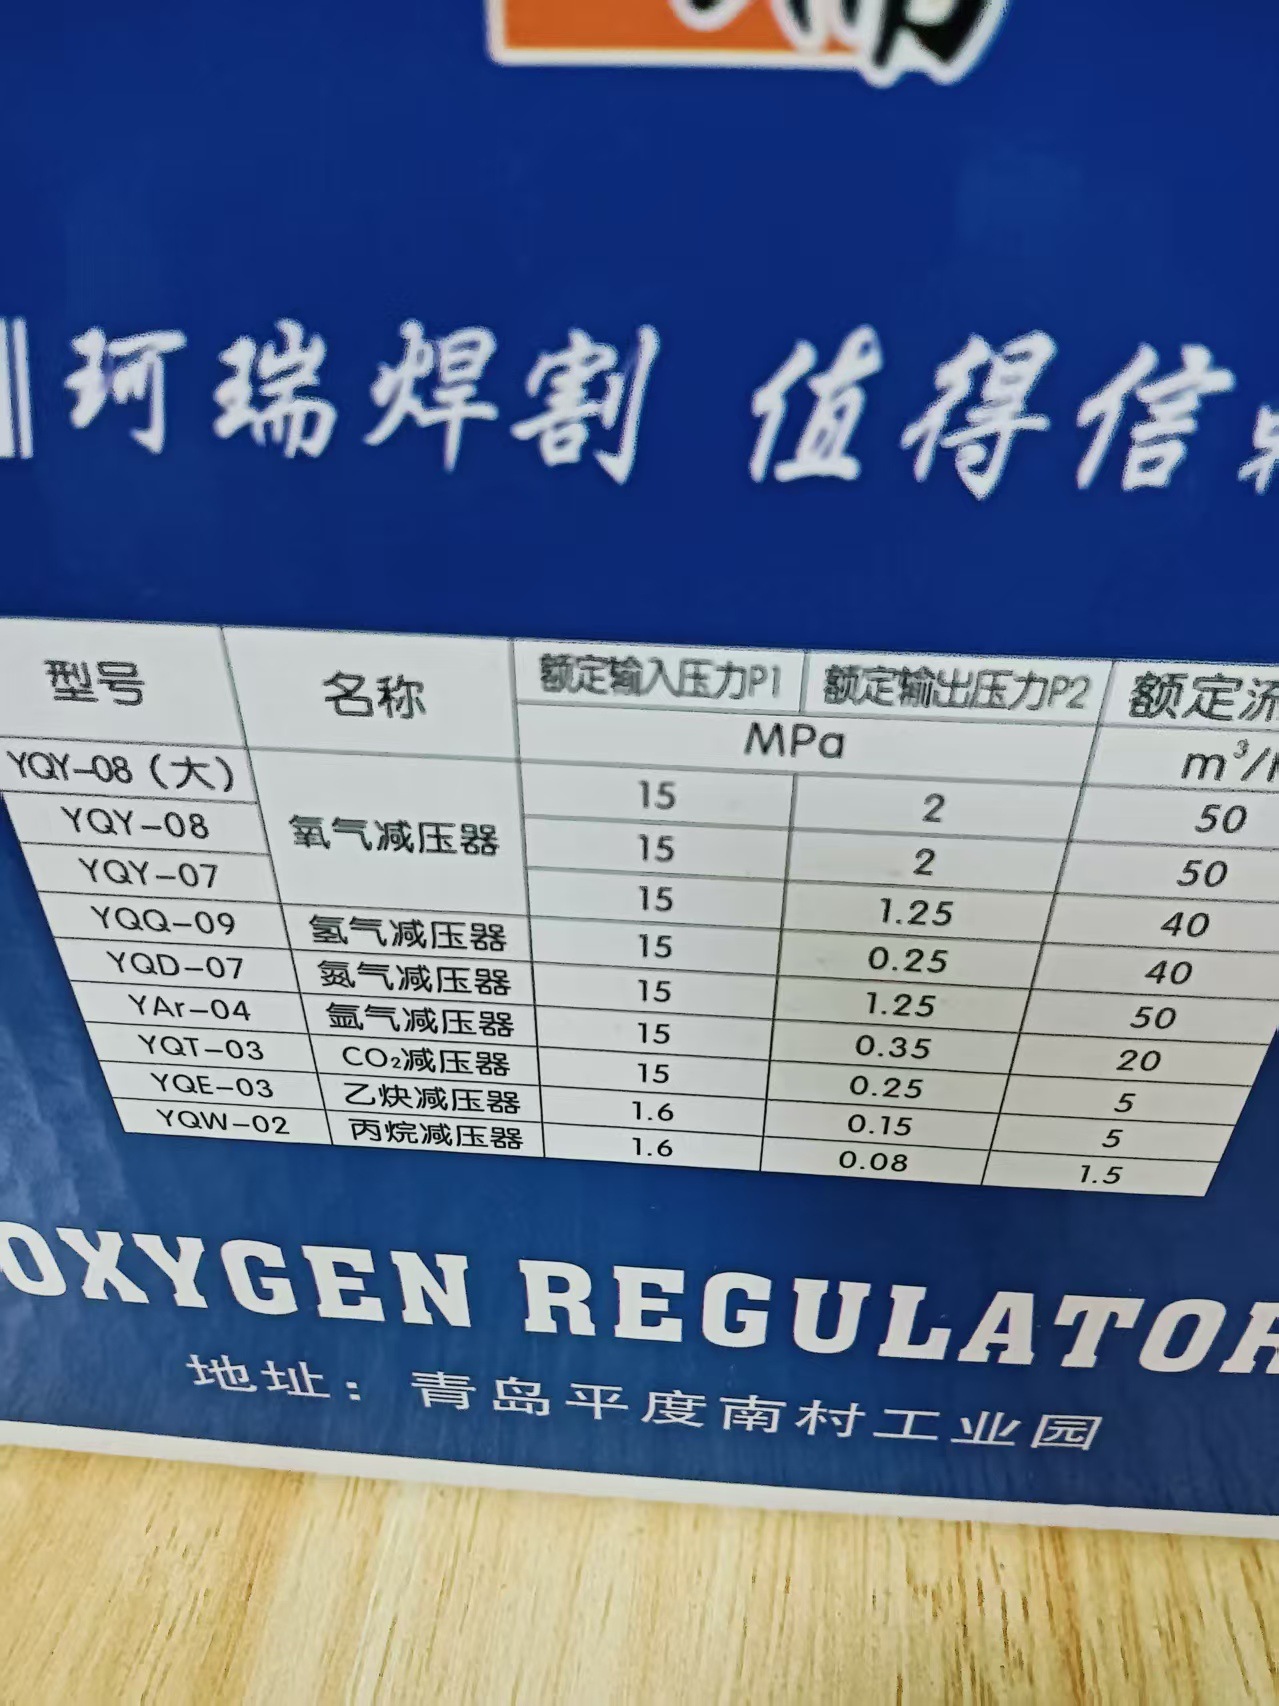 珂瑞焊割 值得信
型号 名称 额定输入压力P1 额定输出压力P2 额定流
MPa m³/
YQY-08（大） 氧气减压器 15 2 50
YQY-08 15 2 50
YQY-07 15 1.25 40
YQQ-09 氢气减压器 15 0.25 40
YQD-07 氮气减压器 15 1.25 50
YAr-04 氩气减压器 15 0.35 20
YQT-03 CO₂减压器 15 0.25 5
YQE-03 乙炔减压器 1.6 0.15 5
YQW-02 丙烷减压器 1.6 0.08 1.5
OXYGEN REGULATOR
地址：青岛平度南村工业园